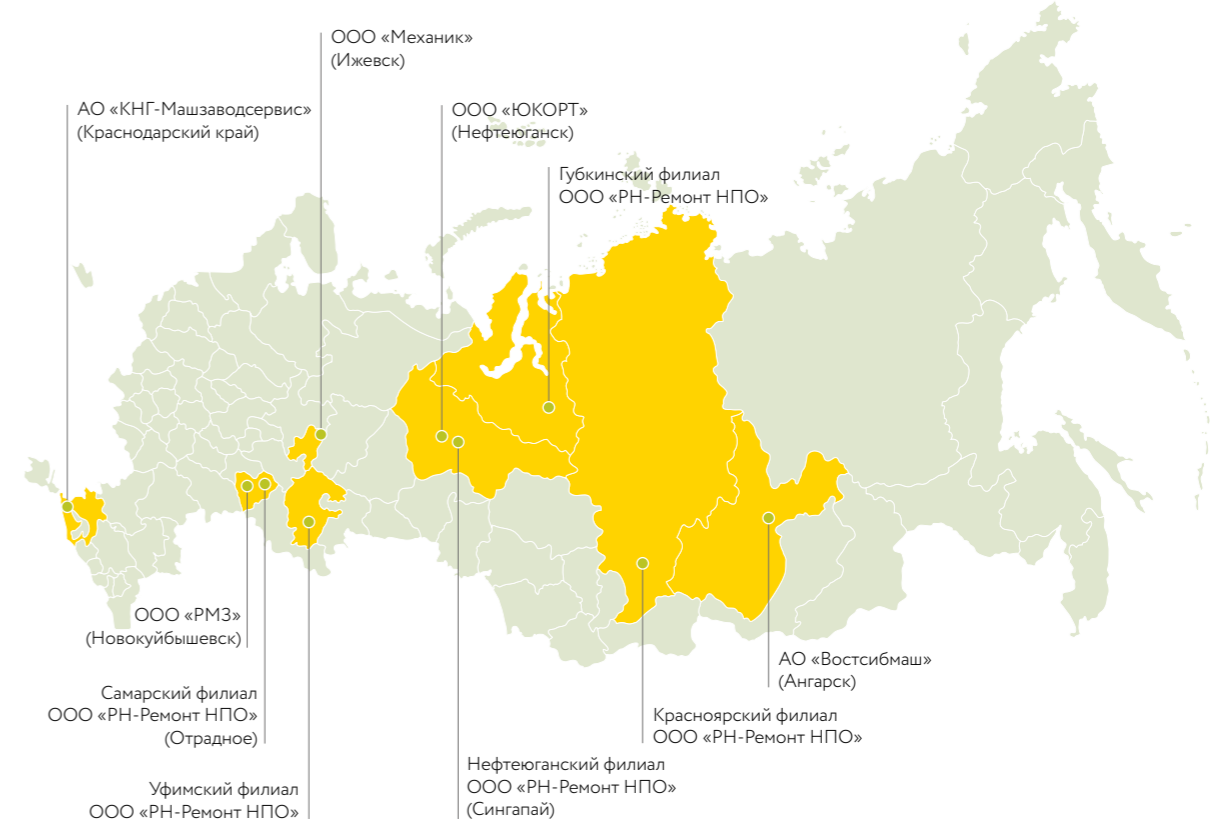 ООО «Механик»
(Ижевск)
АО «КНГ-Машзаводсервис»
(Краснодарский край)
ООО «ЮКОРТ»
(Нефтеюганск)
Губкинский филиал
ООО «РН-Ремонт НПО»
ООО «РМЗ»
(Новокуйбышевск)
АО «Востсибмаш»
(Ангарск)
Самарский филиал
ООО «РН-Ремонт НПО»
(Отрадное)
Красноярский филиал
ООО «РН-Ремонт НПО»
Нефтеюганский филиал
ООО «РН-Ремонт НПО»
(Сингапай)
Уфимский филиал
ООО «РН-Ремонт НПО»